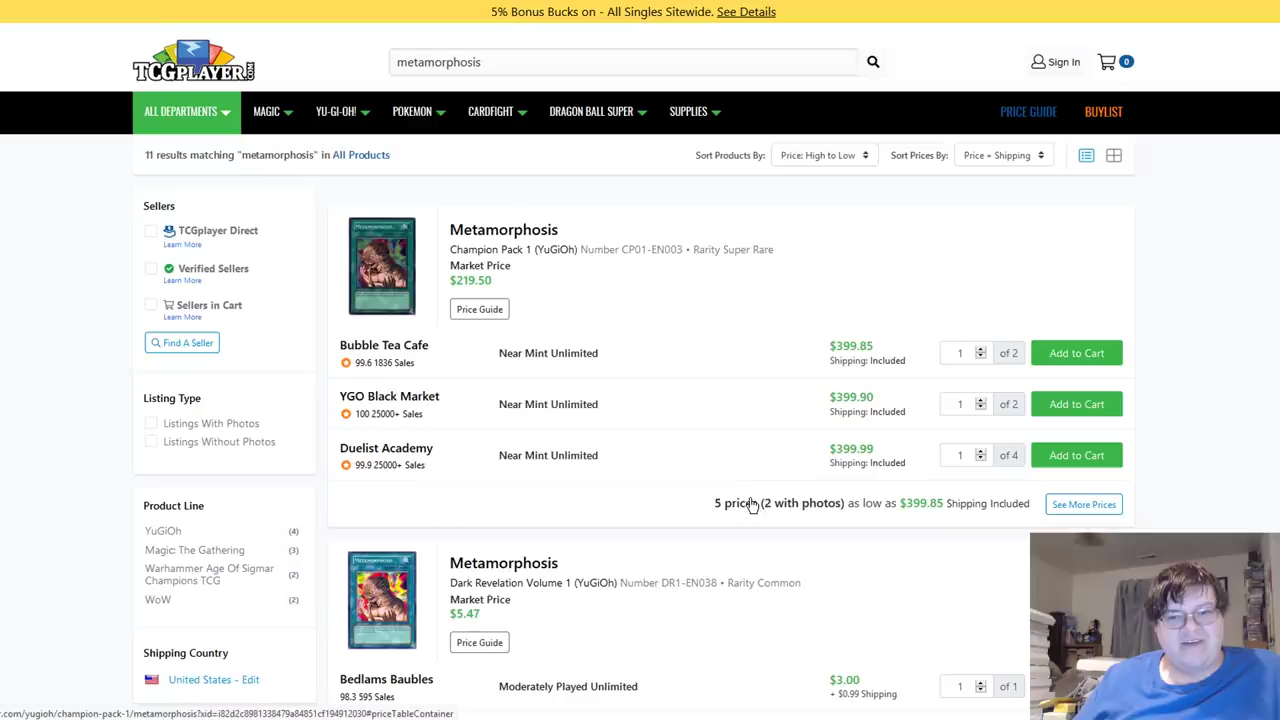 5% Bonus Bucks on - All Singles Sitewide. See Details
TCGPLAYER.COM
metamorphosis
Sign In
0
ALL DEPARTMENTS
MAGIC
YU-GI-OH!
POKEMON
CARDFIGHT
DRAGON BALL SUPER
SUPPLIES
PRICE GUIDE
BUYLIST
11 results matching "metamorphosis" in All Products
Sort Products By:
Price: High to Low
Sort Prices By:
Price + Shipping
Sellers
TCGplayer Direct
Learn More
Verified Sellers
Learn More
Sellers in Cart
Learn More
Find A Seller
Listing Type
Listings With Photos
Listings Without Photos
Product Line
YuGiOh (4)
Magic: The Gathering (3)
Warhammer Age Of Sigmar (2)
Champions TCG
WoW (2)
Shipping Country
United States - Edit
METAMORPHOSIS
Metamorphosis
Champion Pack 1 (YuGiOh) Number CP01-EN003 • Rarity Super Rare
Market Price
$219.50
Price Guide
Bubble Tea Cafe
99.6 1836 Sales
Near Mint Unlimited
$399.85
Shipping: Included
1 of 2
Add to Cart
YGO Black Market
100 25000+ Sales
Near Mint Unlimited
$399.90
Shipping: Included
1 of 2
Add to Cart
Duelist Academy
99.9 25000+ Sales
Near Mint Unlimited
$399.99
Shipping: Included
1 of 4
Add to Cart
5 prices (2 with photos) as low as $399.85 Shipping Included
See More Prices
METAMORPHOSIS
Metamorphosis
Dark Revelation Volume 1 (YuGiOh) Number DR1-EN038 • Rarity Common
Market Price
$5.47
Price Guide
Bedlams Baubles
98.3 595 Sales
Moderately Played Unlimited
$3.00
+ $0.99 Shipping
1 of 1